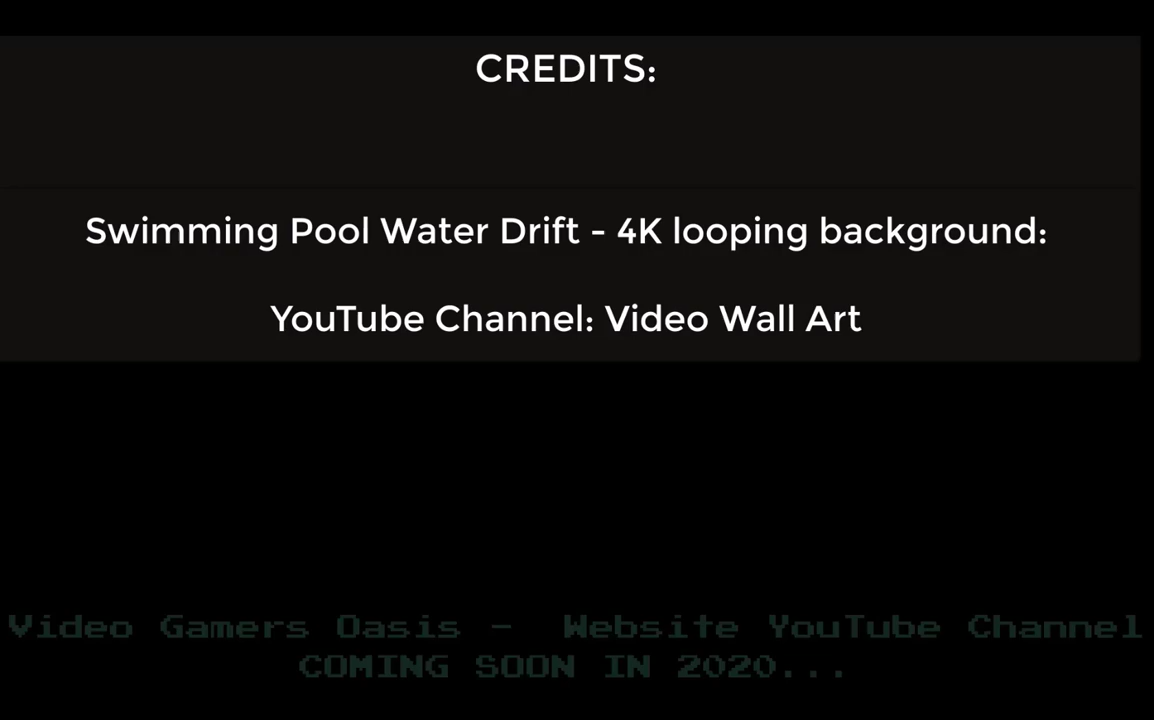 CREDITS:
Swimming Pool Water Drift - 4K looping background:
YouTube Channel: Video Wall Art
Video Gamers Oasis - Website YouTube Channel
COMING SOON IN 2020...